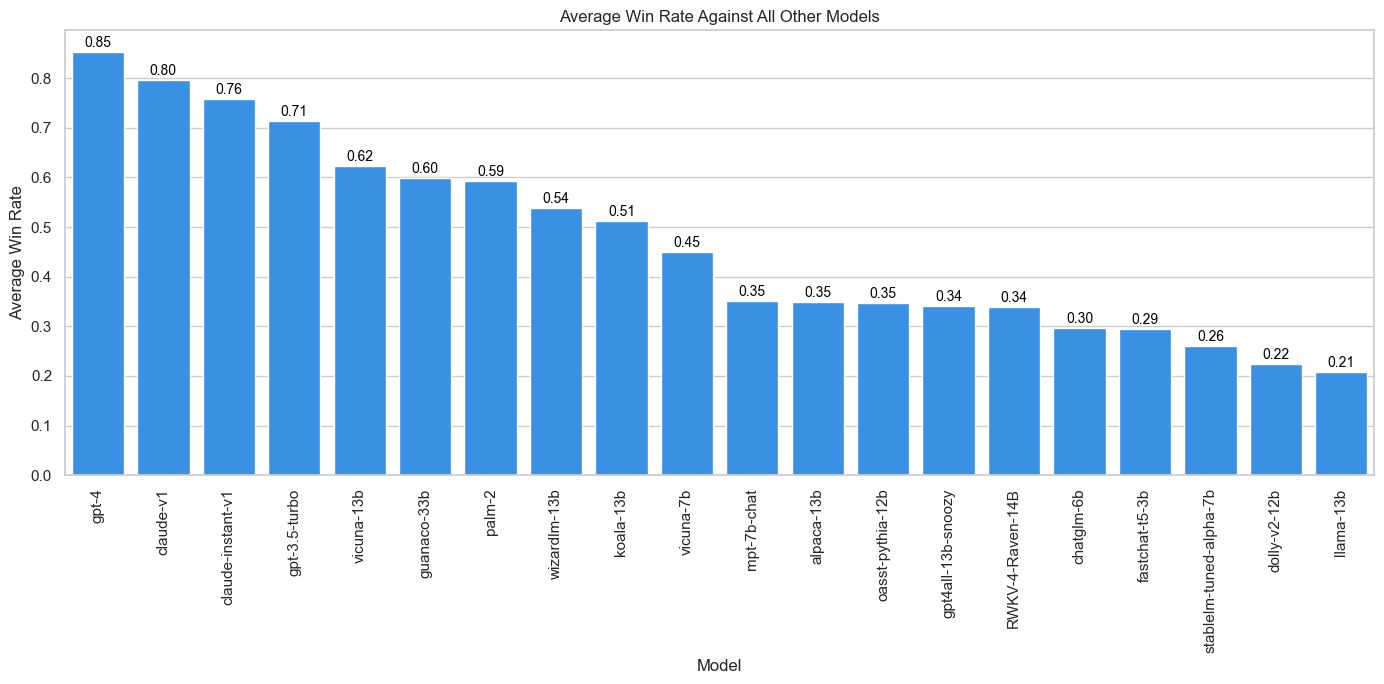 Average Win Rate Against All Other Models
Average Win Rate
0.8
0.7
0.6
0.5
0.4
0.3
0.2
0.1
0.0
0.85
0.80
0.76
0.71
0.62
0.60
0.59
0.54
0.51
0.45
0.35
0.35
0.35
0.34
0.34
0.30
0.29
0.26
0.22
0.21
gpt-4
claude-v1
claude-instant-v1
gpt-3.5-turbo
vicuna-13b
guanaco-33b
palm-2
wizardlm-13b
koala-13b
vicuna-7b
mpt-7b-chat
alpaca-13b
oasst-pythia-12b
gpt4all-13b-snoozy
RWKV-4-Raven-14B
chatglm-6b
fastchat-t5-3b
stablelm-tuned-alpha-7b
dolly-v2-12b
llama-13b
Model